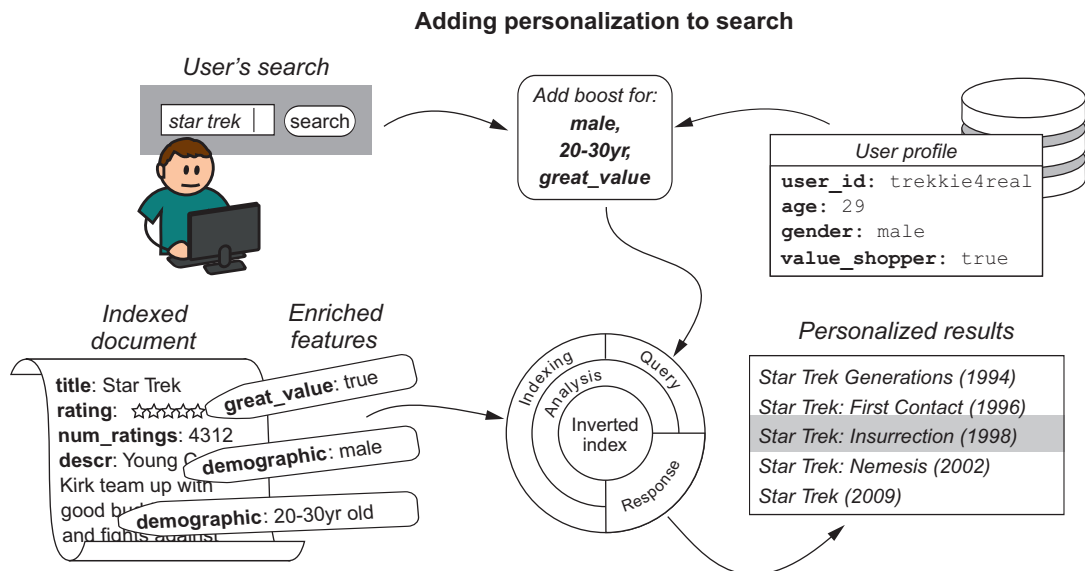 Adding personalization to search
User's search
star trek
search
Add boost for:
male,
20-30yr,
great_value
User profile
user_id: trekkie4real
age: 29
gender: male
value_shopper: true
Indexed
document
Enriched
features
title: Star Trek
rating:
num_ratings: 4312
descr: Young
Kirk team up with
good
and fights against
great_value: true
demographic: male
demographic: 20-30yr old
Indexing
Query
Analysis
Inverted
index
Response
Personalized results
Star Trek Generations (1994)
Star Trek: First Contact (1996)
Star Trek: Insurrection (1998)
Star Trek: Nemesis (2002)
Star Trek (2009)